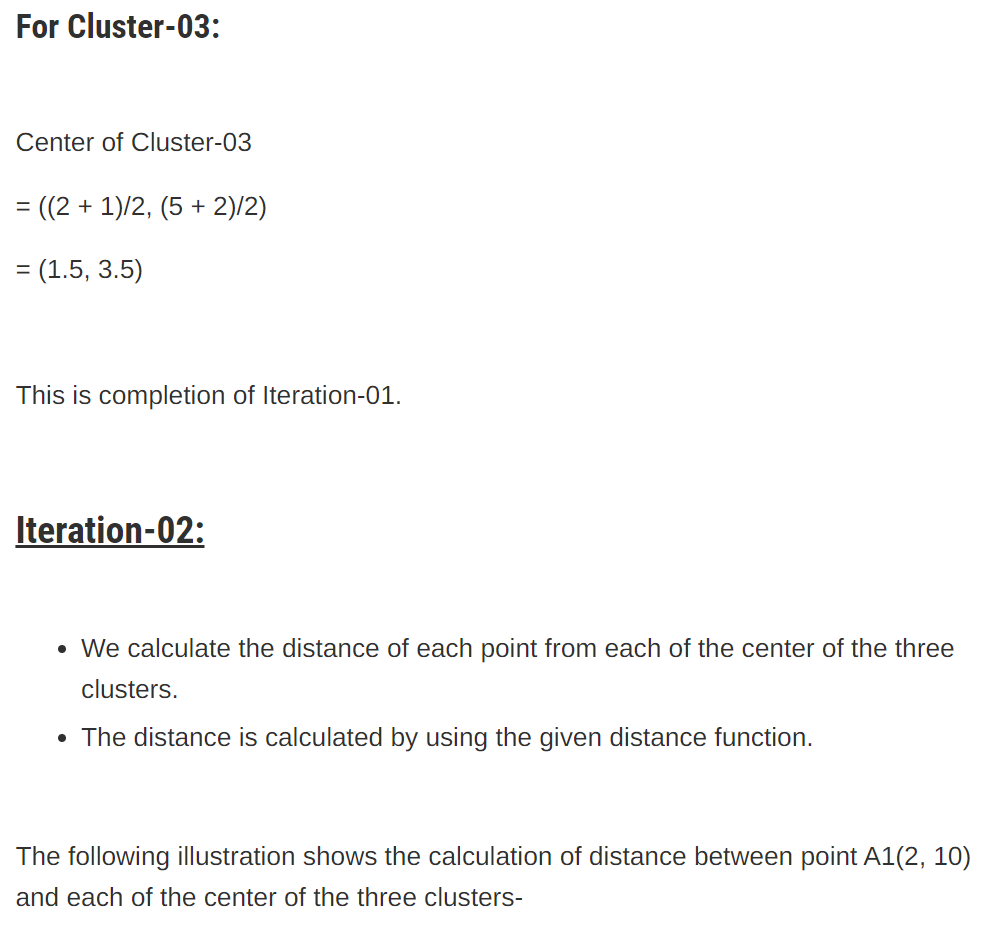 For Cluster-03:
Center of Cluster-03
= ((2 + 1)/2, (5 + 2)/2)
= (1.5, 3.5)
This is completion of Iteration-01.
Iteration-02:
• We calculate the distance of each point from each of the center of the three
clusters.
• The distance is calculated by using the given distance function.
The following illustration shows the calculation of distance between point A1(2, 10)
and each of the center of the three clusters-